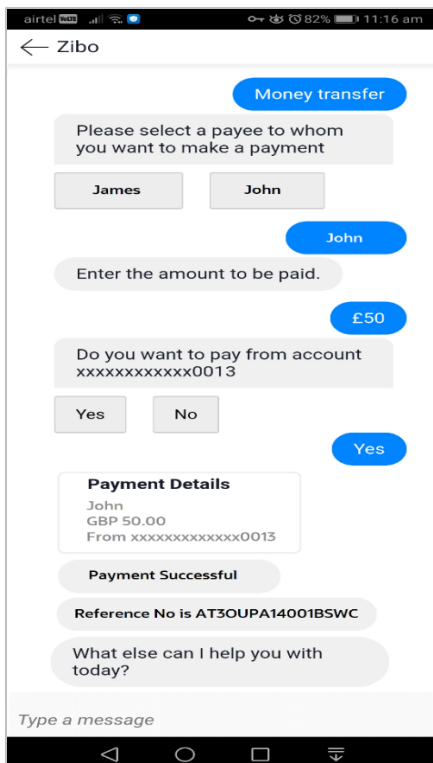 airtel VoLTE 82% 11:16 am
Zibo
Money transfer
Please select a payee to whom
you want to make a payment
James John
John
Enter the amount to be paid.
£50
Do you want to pay from account
xxxxxxxxxxxx0013
Yes No
Yes
Payment Details
John
GBP 50.00
From xxxxxxxxxxxxx0013
Payment Successful
Reference No is AT3OUPA14001BSWC
What else can I help you with
today?
Type a message